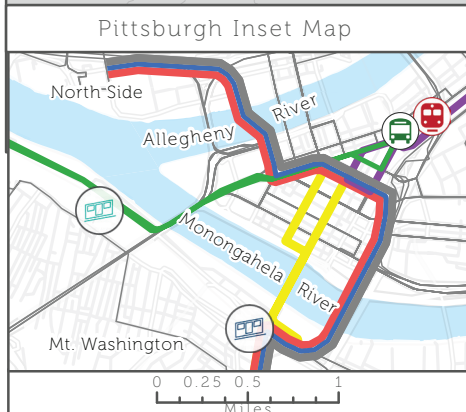 Pittsburgh Inset Map
North Side
Allegheny River
Monongahela River
Mt. Washington
0 0.25 0.5 1
Miles